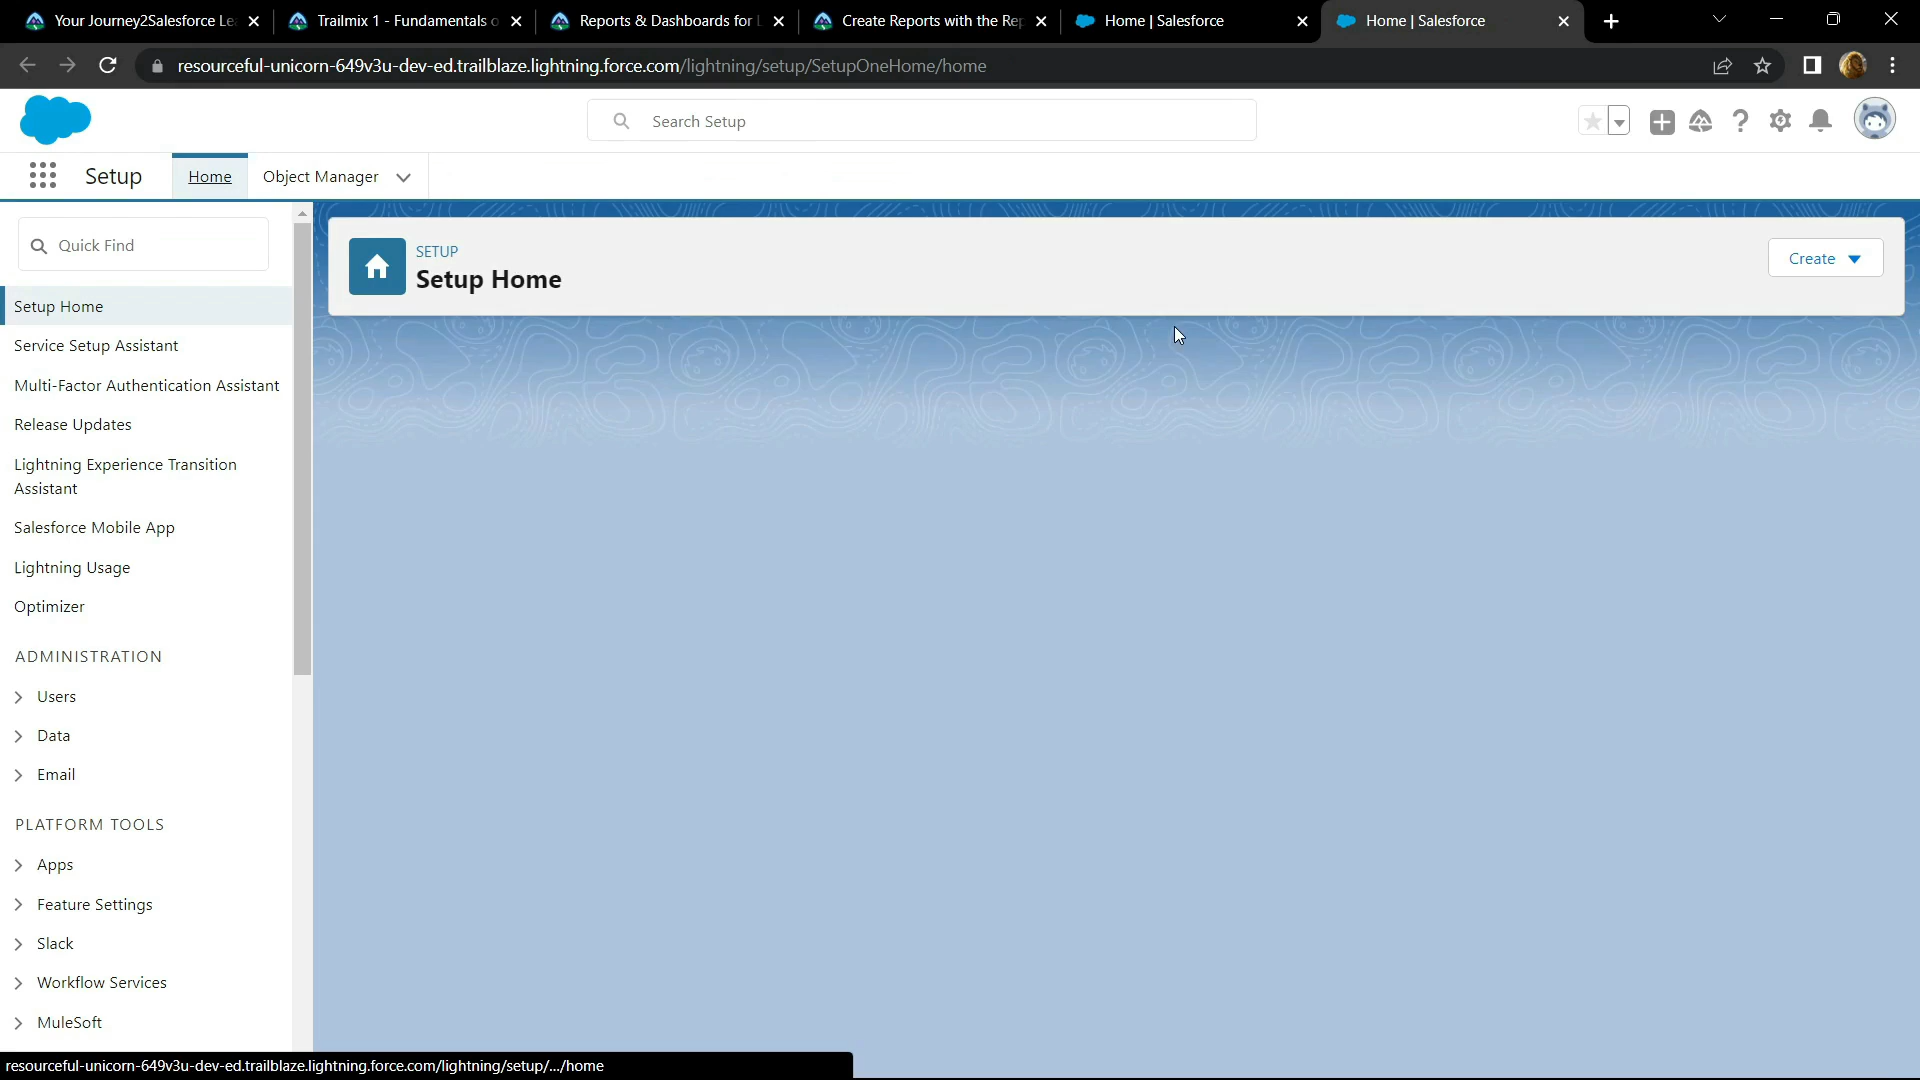 Your Journey2Salesforce Le
Trailmix 1 - Fundamentals o
Reports & Dashboards for L
Create Reports with the Rep
Home | Salesforce
Home | Salesforce
resourceful-unicorn-649v3u-dev-ed.trailblaze.lightning.force.com/lightning/setup/SetupOneHome/home
Search Setup
Setup
Home
Object Manager
Quick Find
SETUP
Setup Home
Create
Setup Home
Service Setup Assistant
Multi-Factor Authentication Assistant
Release Updates
Lightning Experience Transition
Assistant
Salesforce Mobile App
Lightning Usage
Optimizer
ADMINISTRATION
Users
Data
Email
PLATFORM TOOLS
Apps
Feature Settings
Slack
Workflow Services
MuleSoft
resourceful-unicorn-649v3u-dev-ed.trailblaze.lightning.force.com/lightning/setup/.../home